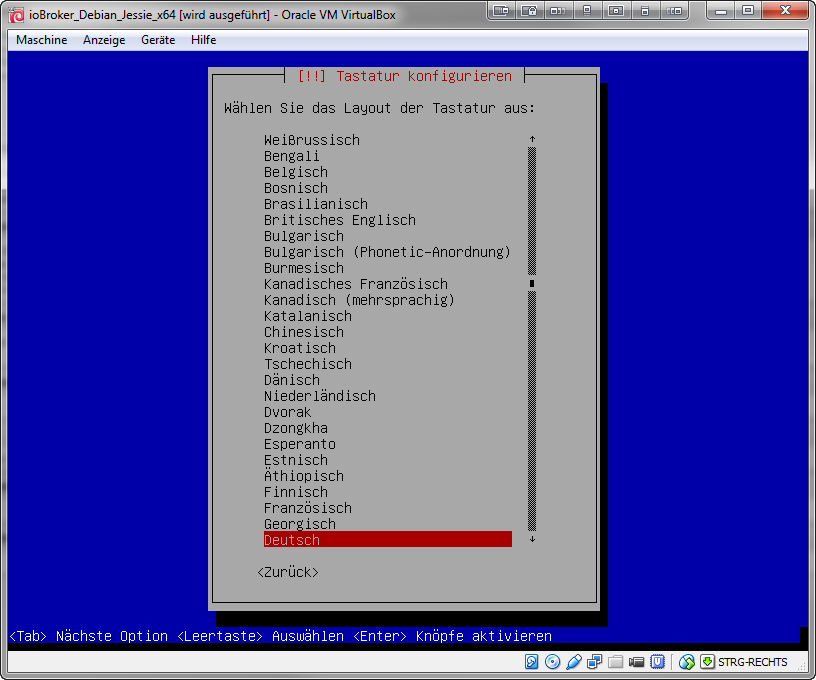 ioBroker_Debian_Jessie_x64 [wird ausgeführt] - Oracle VM VirtualBox
Maschine Anzeige Geräte Hilfe
[!!] Tastatur konfigurieren
Wählen Sie das Layout der Tastatur aus:
Weißrussisch
Bengali
Belgisch
Bosnisch
Brasilianisch
Britisches Englisch
Bulgarisch
Bulgarisch (Phonetic-Anordnung)
Burmesisch
Kanadisches Französisch
Kanadisch (mehrsprachig)
Katalanisch
Chinesisch
Kroatisch
Tschechisch
Dänisch
Niederländisch
Dvorak
Dzongkha
Esperanto
Estnisch
Äthiopisch
Finnisch
Französisch
Georgisch
Deutsch
<Zurück>
<Tab> Nächste Option <Leertaste> Auswählen <Enter> Knöpfe aktivieren
STRG-RECHTS